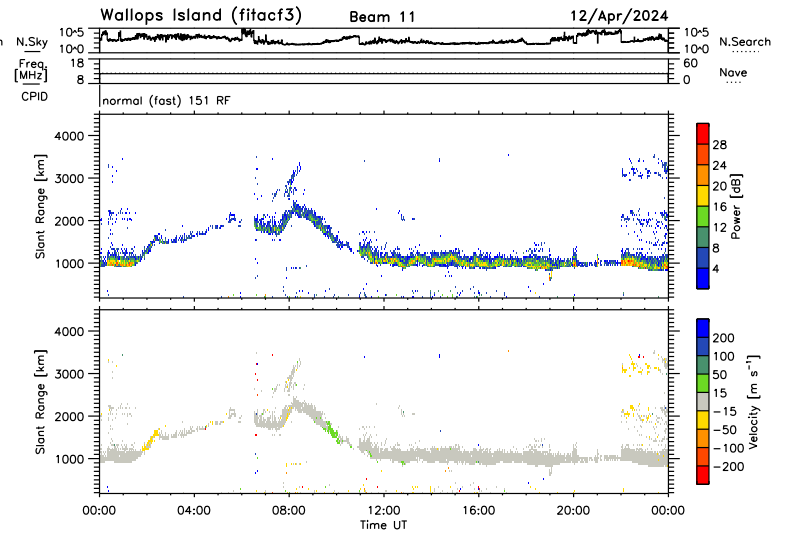 Wallops Island (fitacf3) Beam 11 12/Apr/2024
n N.Sky 10^5 10^5 N.Search
10^0 10^0
Freq. 18 60 Nave
[MHz] 8 0
CPID normal (fast) 151 RF
4000
3000
2000
1000
Slant Range [km]
28
24
20
16
12
8
4
Power [dB]
4000
3000
2000
1000
Slant Range [km]
200
100
50
15
-15
-50
-100
-200
Velocity [m s⁻¹]
00:00 04:00 08:00 12:00 16:00 20:00 00:00
Time UT